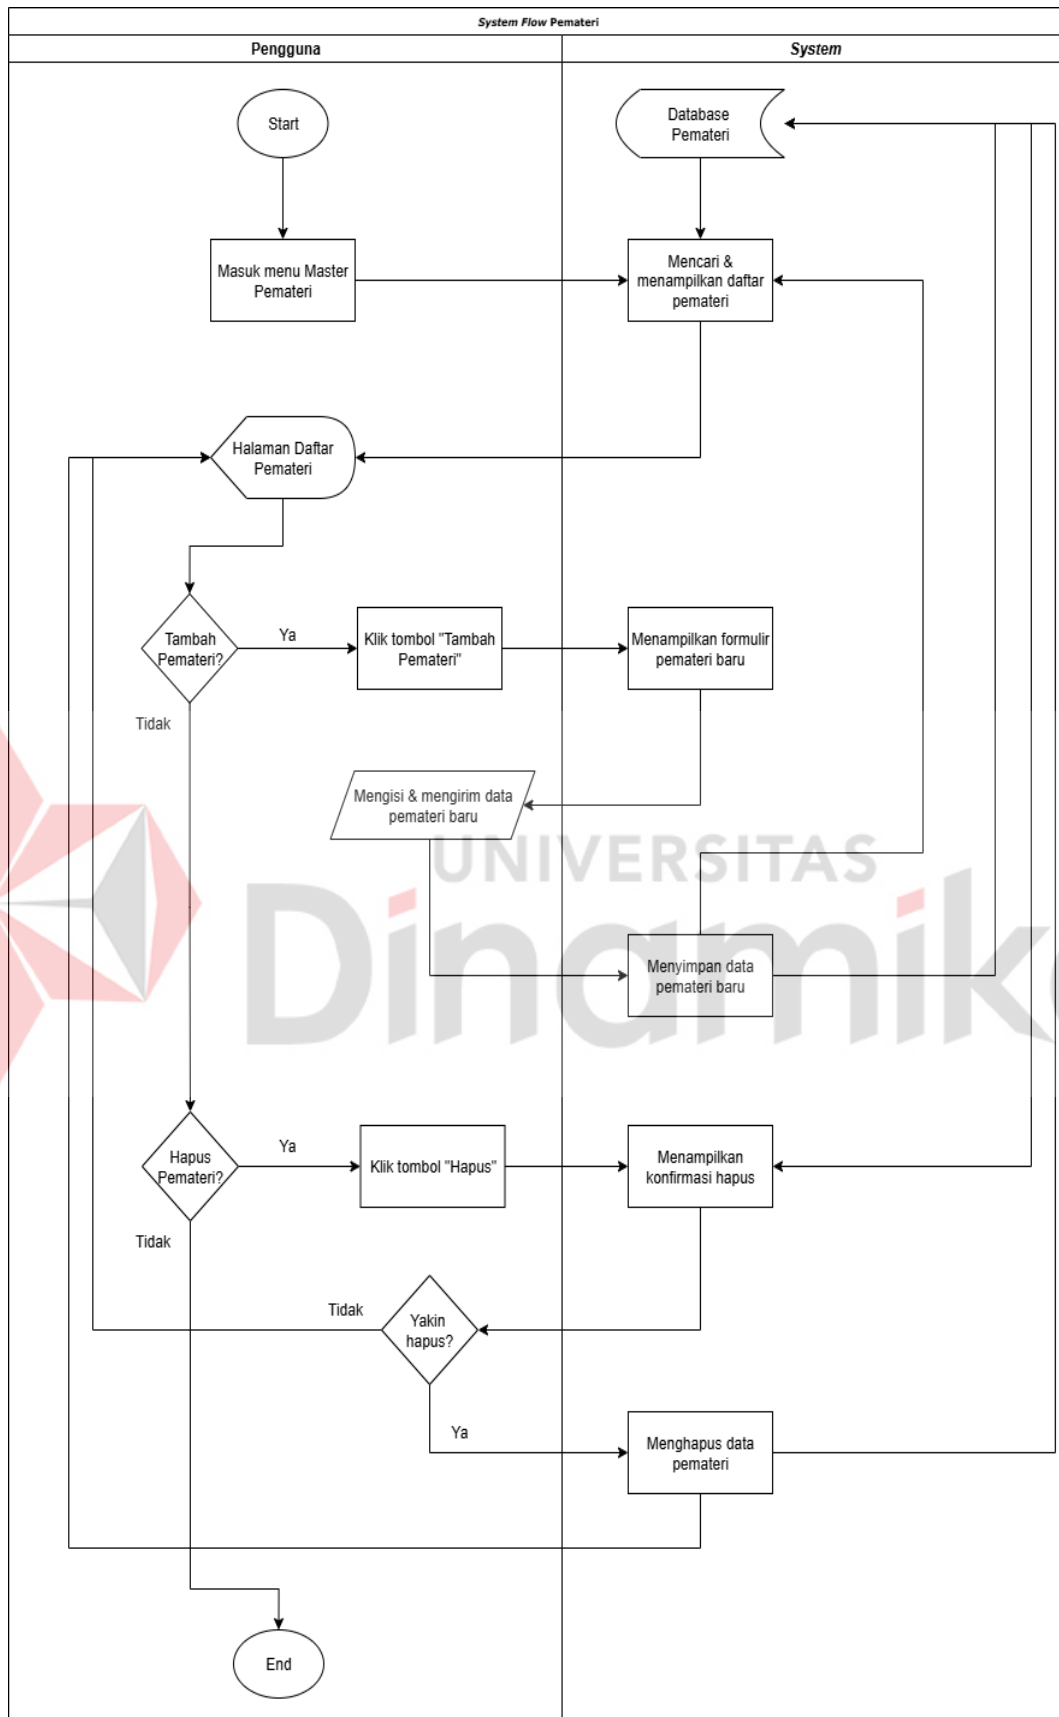 System Flow Pemateri
Pengguna
System
Start
Database
Pemateri
Masuk menu Master
Pemateri
Mencari &
menampilkan daftar
pemateri
Halaman Daftar
Pemateri
Tambah
Pemateri?
Ya
Klik tombol "Tambah
Pemateri"
Menampilkan formulir
pemateri baru
Tidak
Mengisi & mengirim data
pemateri baru
UNIVERSITAS
Dinamika
Menyimpan data
pemateri baru
Hapus
Pemateri?
Ya
Klik tombol "Hapus"
Menampilkan
konfirmasi hapus
Tidak
Yakin
hapus?
Tidak
Ya
Menghapus data
pemateri
End